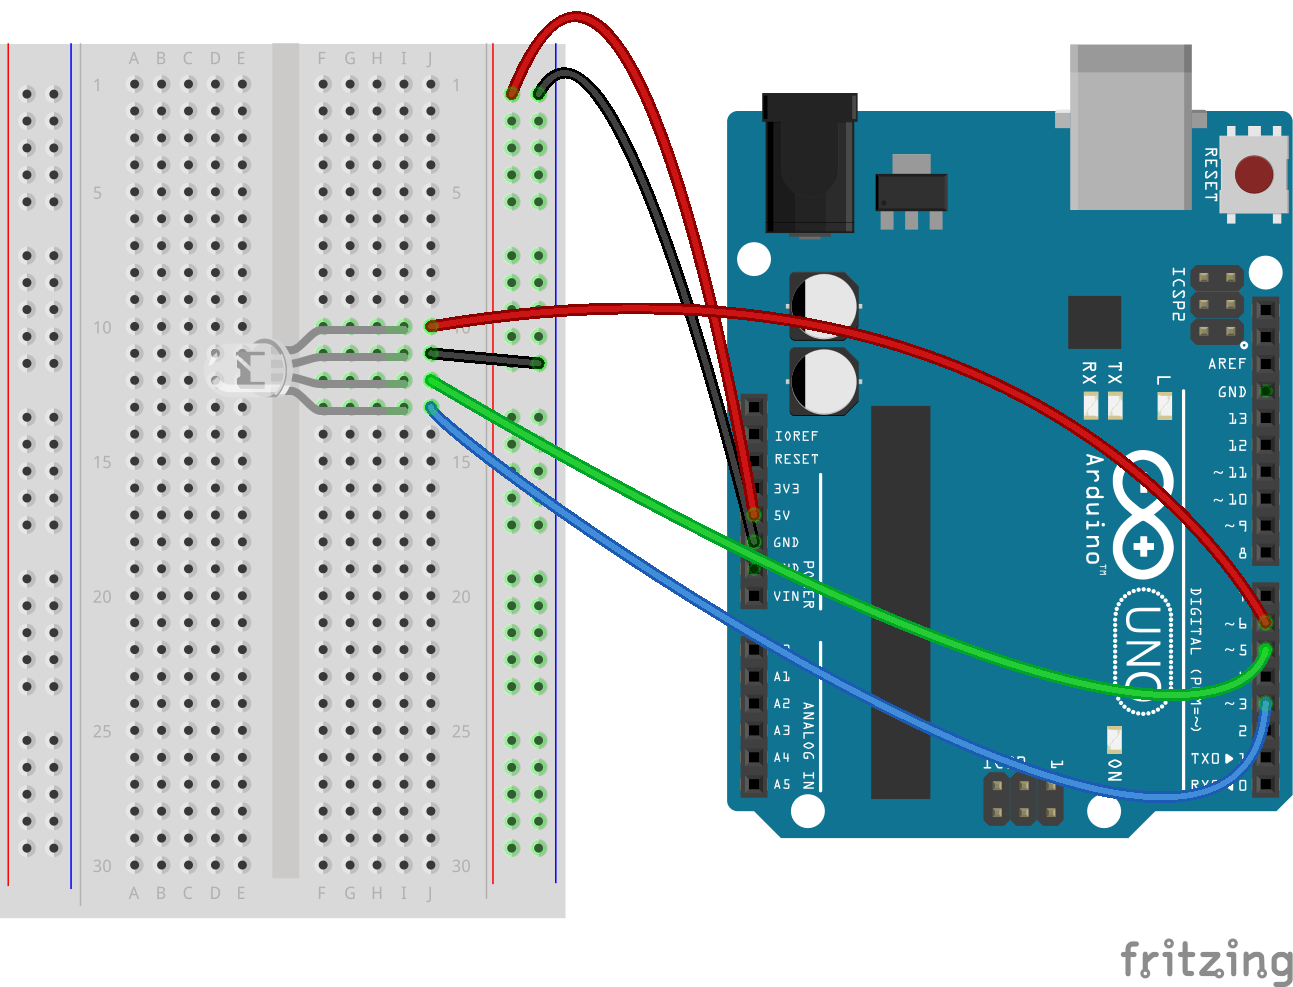 A B C D E F G H I J
1 1
5 5
10 10
15 15
20 20
25 25
30 30
A B C D E F G H I J
RESET
ICSP2
AREF
GND
13
12
~11
~10
~9
8
~6
~5
~3
2
TX0▶1
0
RX
TX
L
IOREF
RESET
3V3
5V
GND
VIN
POWER
A1
A2
A3
A4
A5
ANALOG IN
Arduino™
UNO
1
ON
fritzing